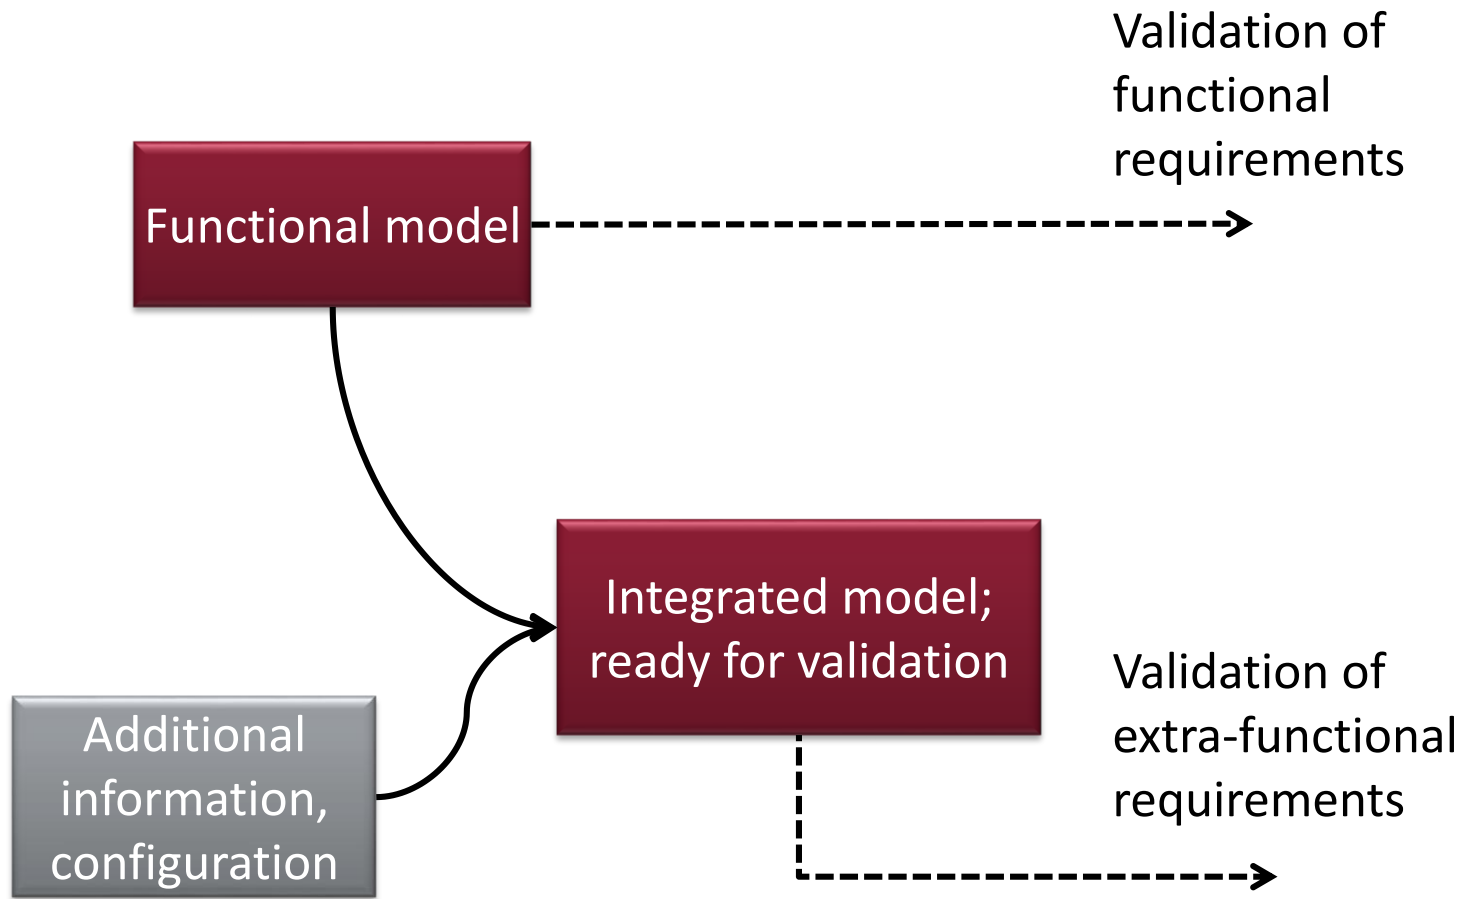 Validation of
functional
requirements
Functional model
Integrated model;
ready for validation
Validation of
extra-functional
requirements
Additional
information,
configuration